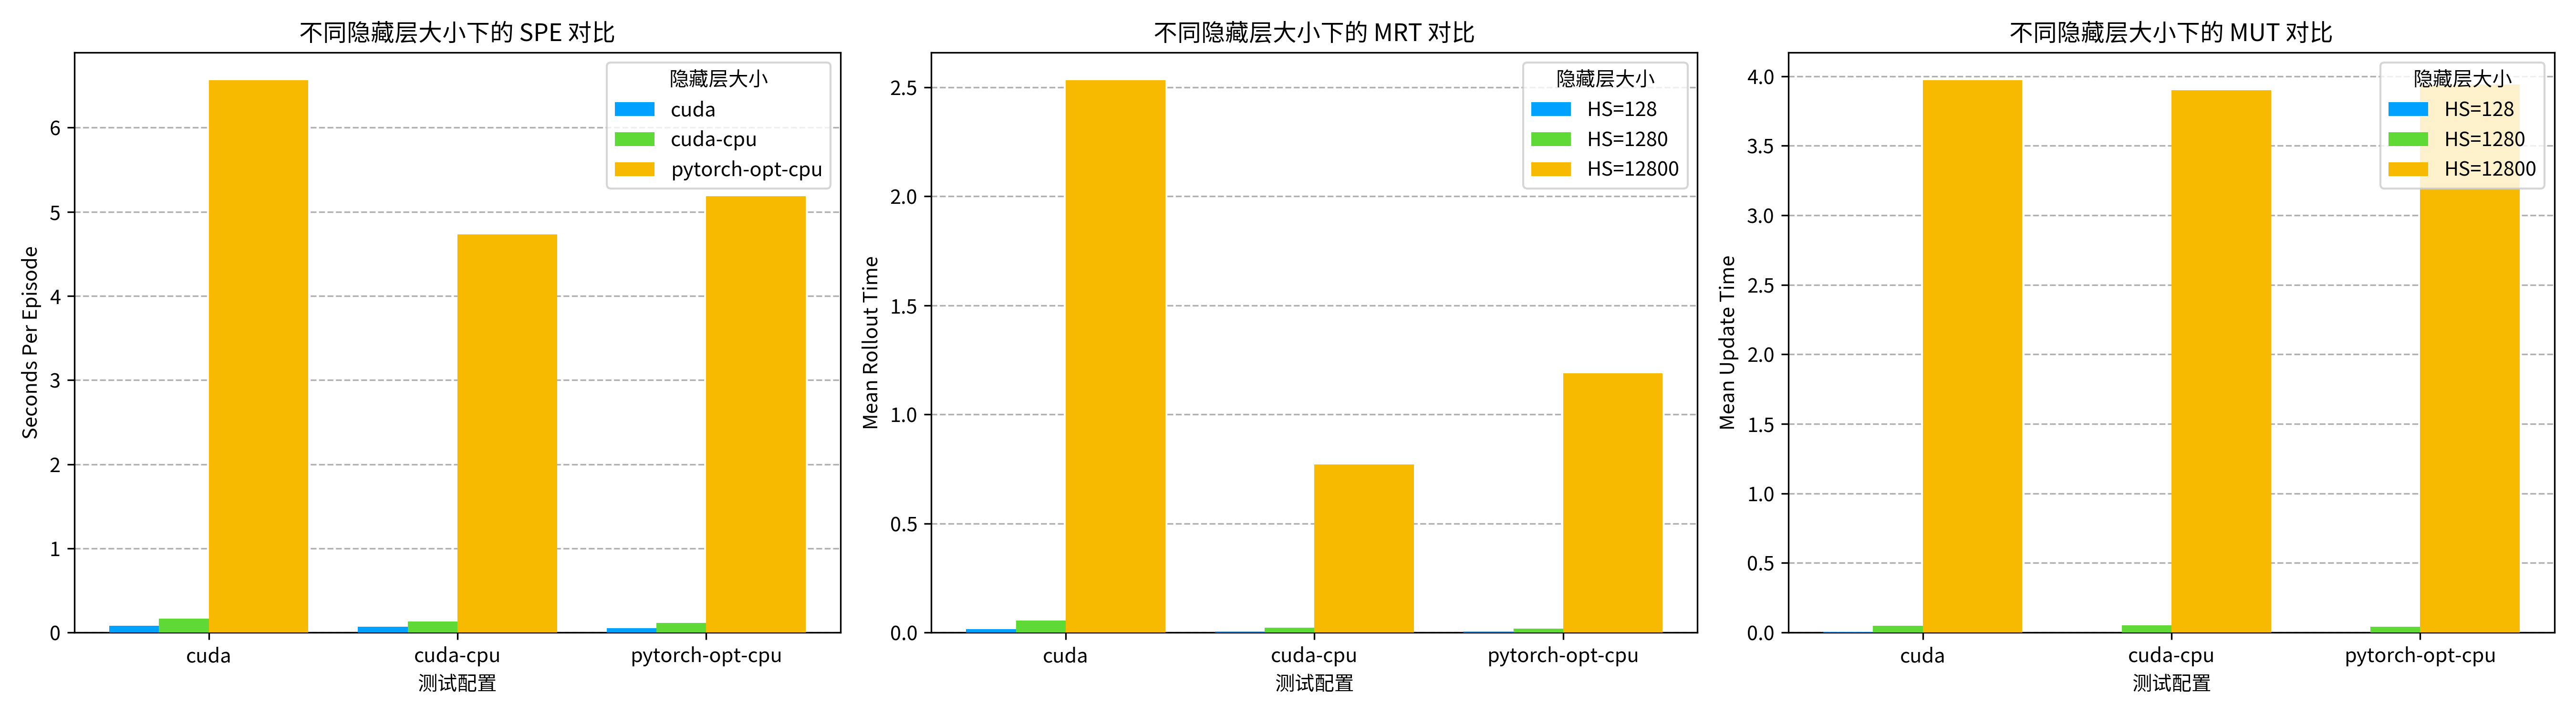 不同隐藏层大小下的 SPE 对比
Seconds Per Episode
6
5
4
3
2
1
0
隐藏层大小
cuda
cuda-cpu
pytorch-opt-cpu
cuda
cuda-cpu
pytorch-opt-cpu
测试配置
不同隐藏层大小下的 MRT 对比
Mean Rollout Time
2.5
2.0
1.5
1.0
0.5
0.0
隐藏层大小
HS=128
HS=1280
HS=12800
cuda
cuda-cpu
pytorch-opt-cpu
测试配置
不同隐藏层大小下的 MUT 对比
Mean Update Time
4.0
3.5
3.0
2.5
2.0
1.5
1.0
0.5
0.0
隐藏层大小
HS=128
HS=1280
HS=12800
cuda
cuda-cpu
pytorch-opt-cpu
测试配置